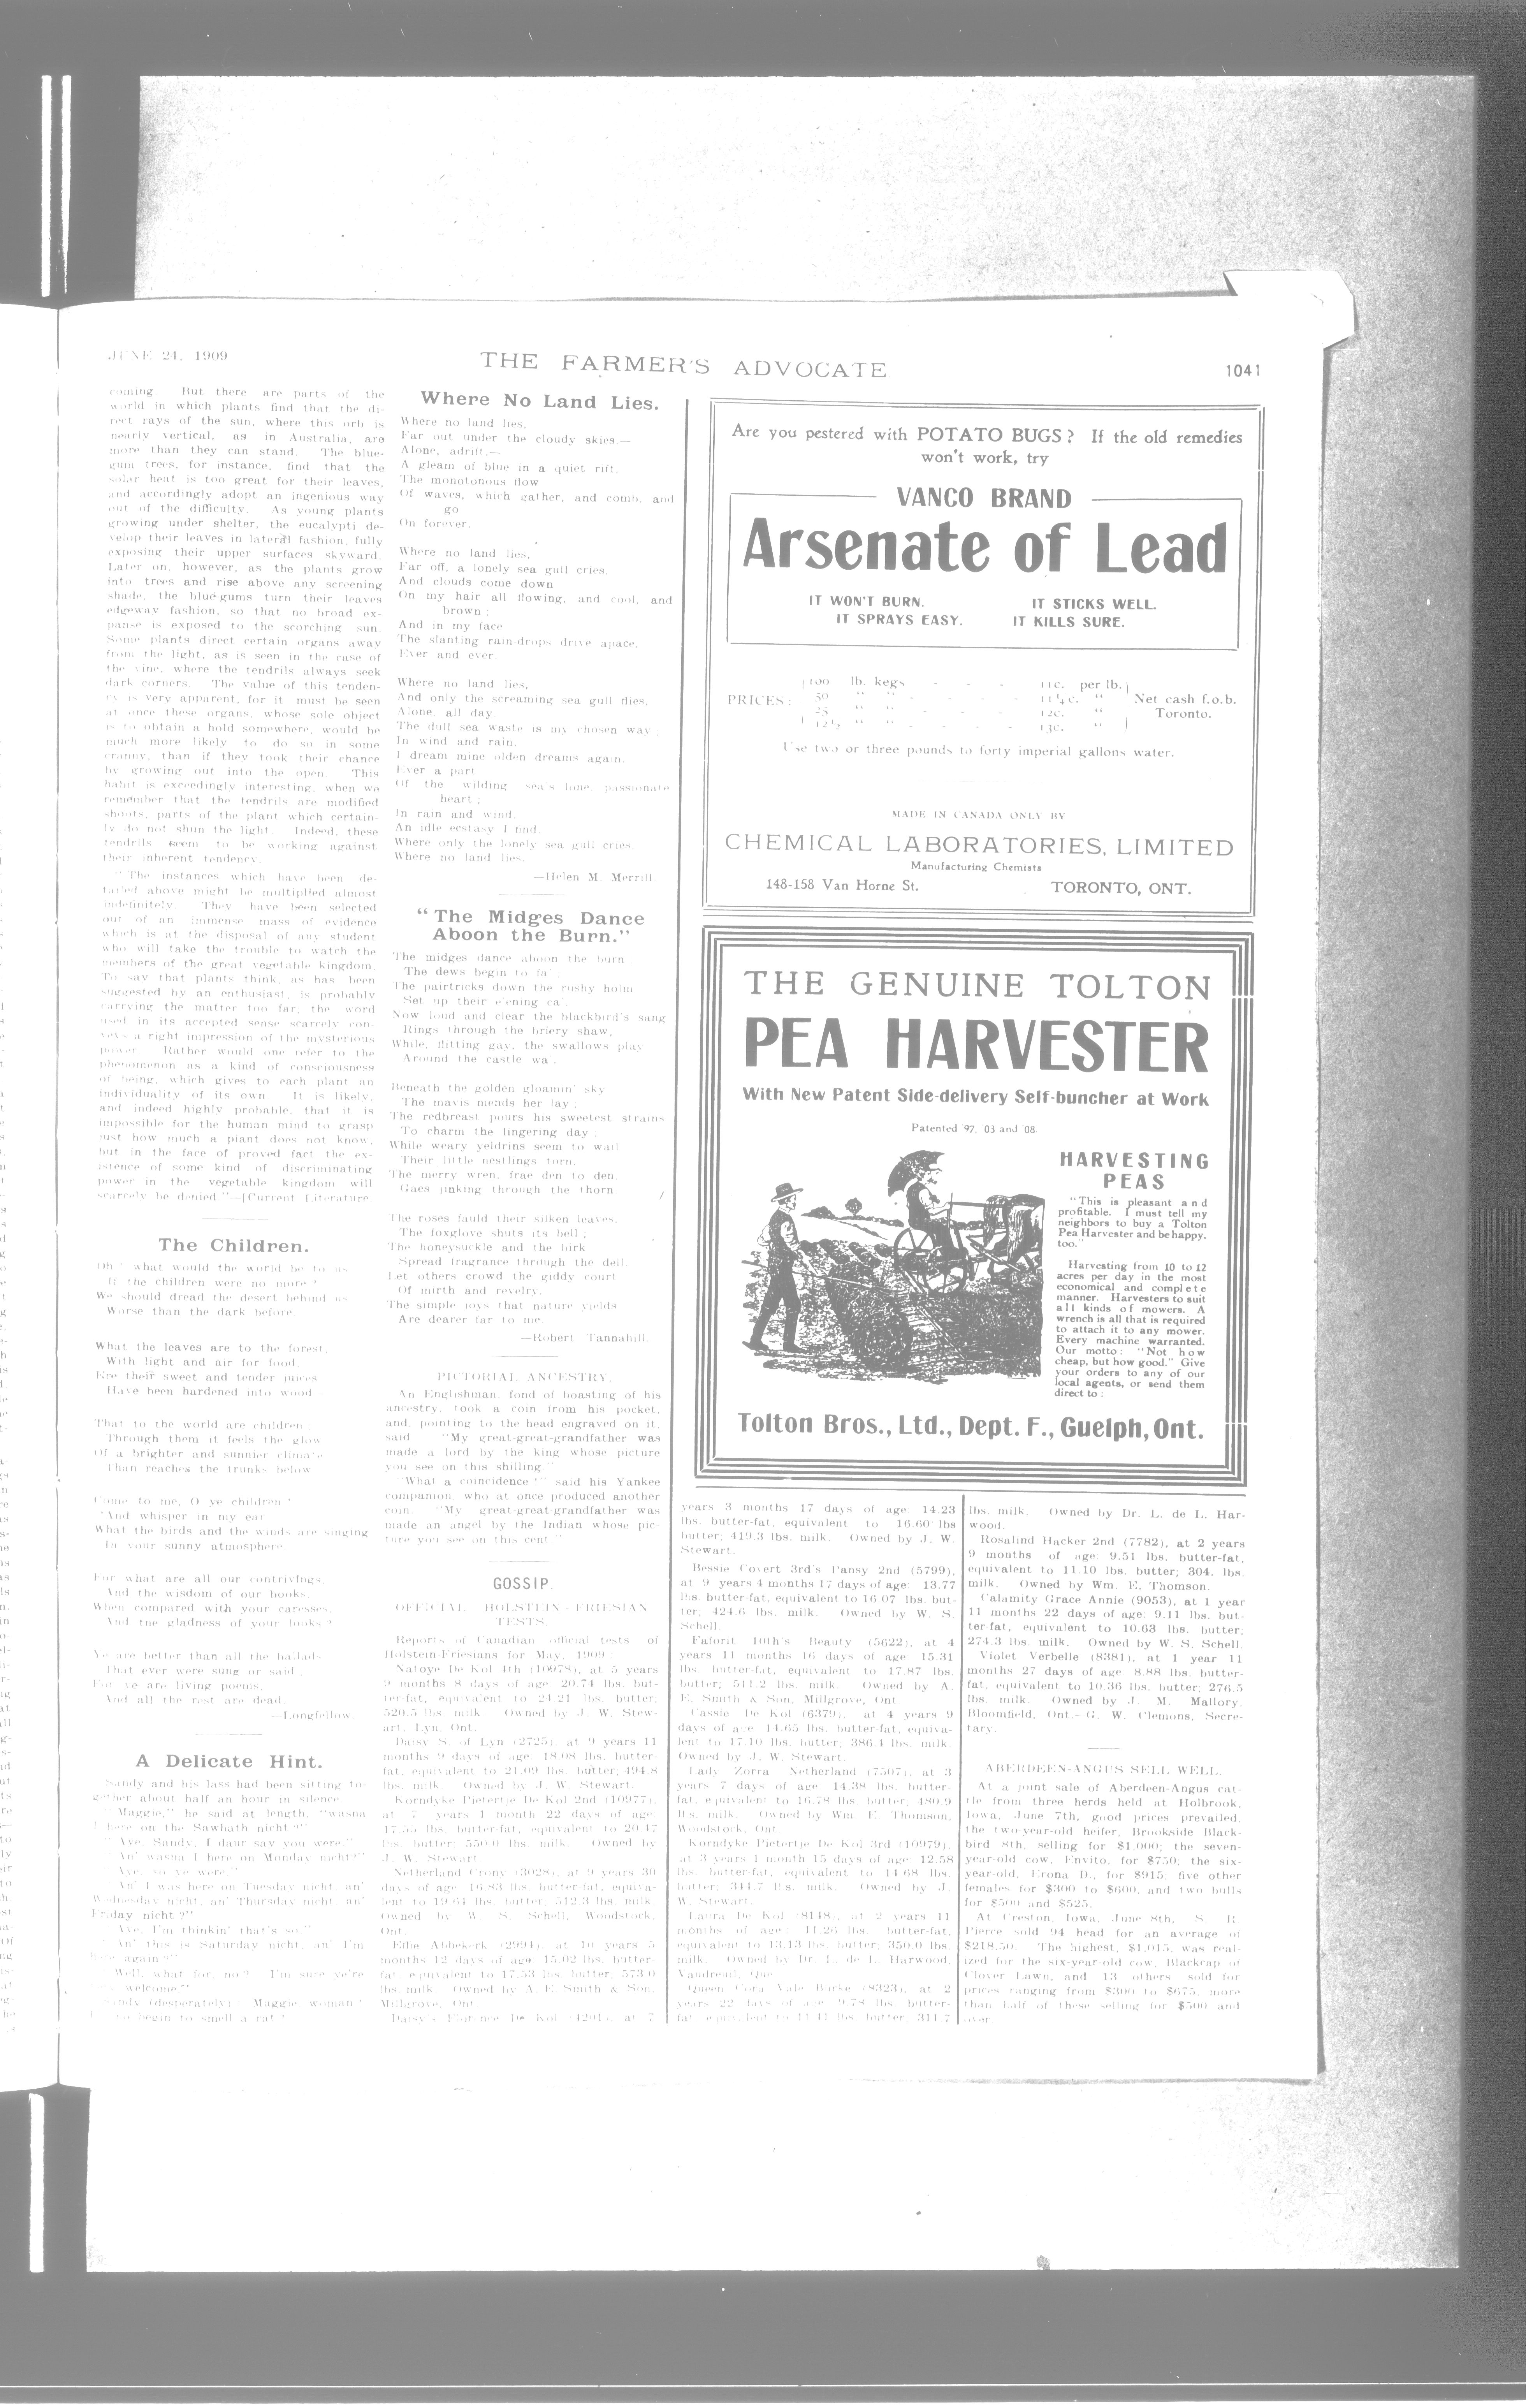 JUNE 24, 1909
THE FARMER'S ADVOCATE
1041
coming. But there are parts of the
world in which plants find that the di-
rect rays of the sun, where this orb is
nearly vertical, as in Australia, are
more than they can stand. The blue-
gum trees, for instance, find that the
solar heat is too great for their leaves,
and accordingly adopt an ingenious way
out of the difficulty. As young plants
growing under shelter, the eucalypti de-
velop their leaves in lateral fashion, fully
exposing their upper surfaces skyward.
Later on, however, as the plants grow
into trees and rise above any screening
shade, the blue-gums turn their leaves
edgeway fashion, so that no broad ex-
panse is exposed to the scorching sun.
Some plants direct certain organs away
from the light, as is seen in the case of
the vine, where the tendrils always seek
dark corners. The value of this tenden-
cy is very apparent, for it must be seen
at once these organs, whose sole object
is to obtain a hold somewhere, would be
much more likely to do so in some
cranny, than if they took their chance
by growing out into the open. This
habit is exceedingly interesting, when we
remember that the tendrils are modified
shoots, parts of the plant which certain-
ly do not shun the light. Indeed, these
tendrils seem to be working against
their inherent tendency.
"The instances which have been de-
tailed above might be multiplied almost
indefinitely. They have been selected
out of an immense mass of evidence
which is at the disposal of any student
who will take the trouble to watch the
members of the great vegetable kingdom.
To say that plants think, as has been
suggested by an enthusiast, is probably
carrying the matter too far; the word
used in its accepted sense scarcely con-
veys a right impression of the mysterious
power. Rather would one refer to the
phenomenon as a kind of consciousness
of being, which gives to each plant an
individuality of its own. It is likely,
and indeed highly probable, that it is
impossible for the human mind to grasp
just how much a plant does not know,
but in the face of proved fact the ex-
istence of some kind of discriminating
power in the vegetable kingdom will
scarcely be denied."—[Current Literature.
The Children.
Oh! what would the world be to us
If the children were no more?
We should dread the desert behind us
Worse than the dark before.
What the leaves are to the forest,
With light and air for food,
Ere their sweet and tender juices
Have been hardened into wood—
That to the world are children;
Through them it feels the glow
Of a brighter and sunnier climate
Than reaches the trunks below.
Come to me, O ye children!
And whisper in my ear
What the birds and the winds are singing
In your sunny atmosphere
For what are all our contrivings,
And the wisdom of our books,
When compared with your caresses,
And the gladness of your looks?
Ye are better than all the ballads
That ever were sung or said;
For ye are living poems,
And all the rest are dead.
—Longfellow.
A Delicate Hint.
Sandy and his lass had been sitting to-
gether about half an hour in silence
"Maggie," he said at length, "wasna
I here on the Sawbath nicht?"
"Aye, Sandy, I daur say you were."
"An' wasna I here on Monday nicht?"
"Aye, so ye were."
"An' I was here on Tuesday nicht, an'
Wednesday nicht, an' Thursday nicht, an'
Friday nicht?"
"Aye, I'm thinkin' that's so."
"An' this is Saturday nicht, an' I'm
here again?"
"Well, what for, no? I'm sure ye're
welcome."
Sandy (desperately): Maggie, woman!
begin to smell a rat?
Where No Land Lies.
Where no land lies,
Far out under the cloudy skies,—
Alone, adrift,—
A gleam of blue in a quiet rift,
The monotonous flow
Of waves, which gather, and comb, and
go
On forever.
Where no land lies,
Far off, a lonely sea gull cries,
And clouds come down
On my hair all flowing, and cool, and
brown;
And in my face
The slanting rain-drops drive apace,
Ever and ever.
Where no land lies,
And only the screaming sea gull flies,
Alone, all day,
The dull sea waste is my chosen way;
In wind and rain,
I dream mine olden dreams again,
Ever a part
Of the wilding sea's lone, passionate
heart;
In rain and wind,
An idle ecstasy I find,
Where only the lonely sea gull cries,
Where no land lies.
—Helen M. Merrill.
"The Midges Dance
Aboon the Burn."
The midges dance aboon the burn,
The dews begin to fa';
The pairtricks down the rushy holm
Set up their e'ening ca'.
Now loud and clear the blackbird's sang
Rings through the briery shaw,
While, flitting gay, the swallows play
Around the castle wa'.
Beneath the golden gloamin' sky
The mavis mends her lay;
The redbreast pours his sweetest strains
To charm the lingering day;
While weary yeldrins seem to wail
Their little nestlings torn,
The merry wren, frae den to den,
Gaes jinking through the thorn
The roses fauld their silken leaves,
The foxglove shuts its bell;
The honeysuckle and the birk
Spread fragrance through the dell.
Let others crowd the giddy court
Of mirth and revelry,
The simple joys that nature yields
Are dearer far to me
—Robert Tannahill.
PICTORIAL ANCESTRY.
An Englishman, fond of boasting of his
ancestry, took a coin from his pocket,
and, pointing to the head engraved on it,
said "My great-great-grandfather was
made a lord by the king whose picture
you see on this shilling."
"What a coincidence!" said his Yankee
companion, who at once produced another
coin. "My great-great-grandfather was
made an angel by the Indian whose pic-
ture you see on this cent."
GOSSIP.
OFFICIAL HOLSTEIN-FRIESIAN
TESTS.
Reports of Canadian official tests of
Holstein-Friesians for May, 1909:
Natoye De Kol 4th (10978), at 5 years
9 months 8 days of age: 20.74 lbs. but-
ter-fat, equivalent to 24.21 lbs. butter;
520.5 lbs. milk. Owned by J. W. Stew-
art, Lyn, Ont.
Daisy S. of Lyn (2725), at 9 years 11
months 9 days of age: 18.08 lbs. butter-
fat, equivalent to 21.09 lbs. butter; 494.8
lbs. milk. Owned by J. W. Stewart.
Korndyke Pietertje De Kol 2nd (10977),
at 7 years 1 month 22 days of age:
17.55 lbs. butter-fat, equivalent to 20.47
lbs. butter; 550.0 lbs. milk. Owned by
J. W. Stewart
Netherland Crony (3028), at 9 years 30
days of age: 16.83 lbs. butter-fat, equiva-
lent to 19.64 lbs. butter, 512.3 lbs. milk.
Owned by W. S. Schell, Woodstock,
Ont
Effie Abbekerk (2994), at 10 years 5
months 12 days of age: 15.02 lbs. butter-
fat, equivalent to 17.53 lbs. butter; 573.0
lbs. milk. Owned by A. E. Smith & Son,
Millgrove, Ont
Daisy's Florence De Kol (4201), at 7
Are you pestered with POTATO BUGS? If the old remedies
won't work, try
VANCO BRAND
Arsenate of Lead
IT WON'T BURN. IT STICKS WELL.
IT SPRAYS EASY. IT KILLS SURE.
PRICES:
100 lb. kegs - - - 11c. per lb.
50 " " - - - 11¼c. "
25 " " - - - 12c. "
12½ " " - - - 13c. "
Net cash f.o.b.
Toronto.
Use two or three pounds to forty imperial gallons water.
MADE IN CANADA ONLY BY
CHEMICAL LABORATORIES, LIMITED
Manufacturing Chemists
148-158 Van Horne St. TORONTO, ONT.
THE GENUINE TOLTON
PEA HARVESTER
With New Patent Side-delivery Self-buncher at Work
Patented 97, '03 and '08.
HARVESTING
PEAS
"This is pleasant and
profitable. I must tell my
neighbors to buy a Tolton
Pea Harvester and be happy,
too."
Harvesting from 10 to 12
acres per day in the most
economical and complete
manner. Harvesters to suit
all kinds of mowers. A
wrench is all that is required
to attach it to any mower.
Every machine warranted.
Our motto: "Not how
cheap, but how good." Give
your orders to any of our
local agents, or send them
direct to:
Tolton Bros., Ltd., Dept. F., Guelph, Ont.
years 3 months 17 days of age: 14.23
lbs. butter-fat, equivalent to 16.60 lbs
butter; 419.3 lbs. milk. Owned by J. W.
Stewart.
Bessie Covert 3rd's Pansy 2nd (5799),
at 9 years 4 months 17 days of age: 13.77
lbs. butter-fat, equivalent to 16.07 lbs. but-
ter; 424.6 lbs. milk. Owned by W. S.
Schell
Faforit 10th's Beauty (5622), at 4
years 11 months 16 days of age 15.31
lbs. butter-fat, equivalent to 17.87 lbs.
butter; 511.2 lbs. milk. Owned by A.
E. Smith & Son, Millgrove, Ont.
Cassie De Kol (6379), at 4 years 9
days of age 14.65 lbs. butter-fat, equiva-
lent to 17.10 lbs. butter; 386.4 lbs. milk.
Owned by J. W. Stewart.
Lady Zorra Netherland (7507), at 3
years 7 days of age 14.38 lbs. butter-
fat, equivalent to 16.78 lbs. butter; 480.9
lbs. milk. Owned by Wm. E. Thomson,
Woodstock, Ont.
Korndyke Pietertje De Kol 3rd (10979),
at 3 years 1 month 15 days of age: 12.58
lbs. butter-fat, equivalent to 14.68 lbs.
butter; 344.7 lbs. milk. Owned by J.
W. Stewart.
Laura De Kol (8148), at 2 years 11
months of age: 11.26 lbs. butter-fat,
equivalent to 13.13 lbs. butter; 350.0 lbs.
milk. Owned by Dr. L. de L. Harwood,
Vaudreuil, Que
Queen Cora Vale Burke (8323), at 2
years 22 days of age 9.78 lbs. butter-
fat, equivalent to 11.41 lbs. butter, 311.7
lbs. milk. Owned by Dr. L. de L. Har-
wood.
Rosalind Hacker 2nd (7782), at 2 years
9 months of age: 9.51 lbs. butter-fat,
equivalent to 11.10 lbs. butter; 304. lbs.
milk. Owned by Wm. E. Thomson.
Calamity Grace Annie (9053), at 1 year
11 months 22 days of age: 9.11 lbs. but-
ter-fat, equivalent to 10.63 lbs. butter;
274.3 lbs. milk. Owned by W. S. Schell.
Violet Verbelle (8381), at 1 year 11
months 27 days of age 8.88 lbs. butter-
fat, equivalent to 10.36 lbs. butter; 276.5
lbs. milk. Owned by J. M. Mallory,
Bloomfield, Ont.—G. W. Clemons, Secre-
tary.
ABERDEEN-ANGUS SELL WELL.
At a joint sale of Aberdeen-Angus cat-
tle from three herds held at Holbrook,
Iowa, June 7th, good prices prevailed,
the two-year-old heifer, Brookside Black-
bird 8th, selling for $1,000; the seven-
year-old cow, Envito, for $750; the six-
year-old, Erona D., for $915; five other
females for $300 to $600, and two bulls
for $500 and $525.
At Creston, Iowa, June 8th, S. R
Pierce sold 94 head for an average of
$218.50. The highest, $1,015, was real-
ized for the six-year-old cow, Blackcap of
Clover Lawn, and 13 others sold for
prices ranging from $300 to $675, more
than half of these selling for $500 and
over